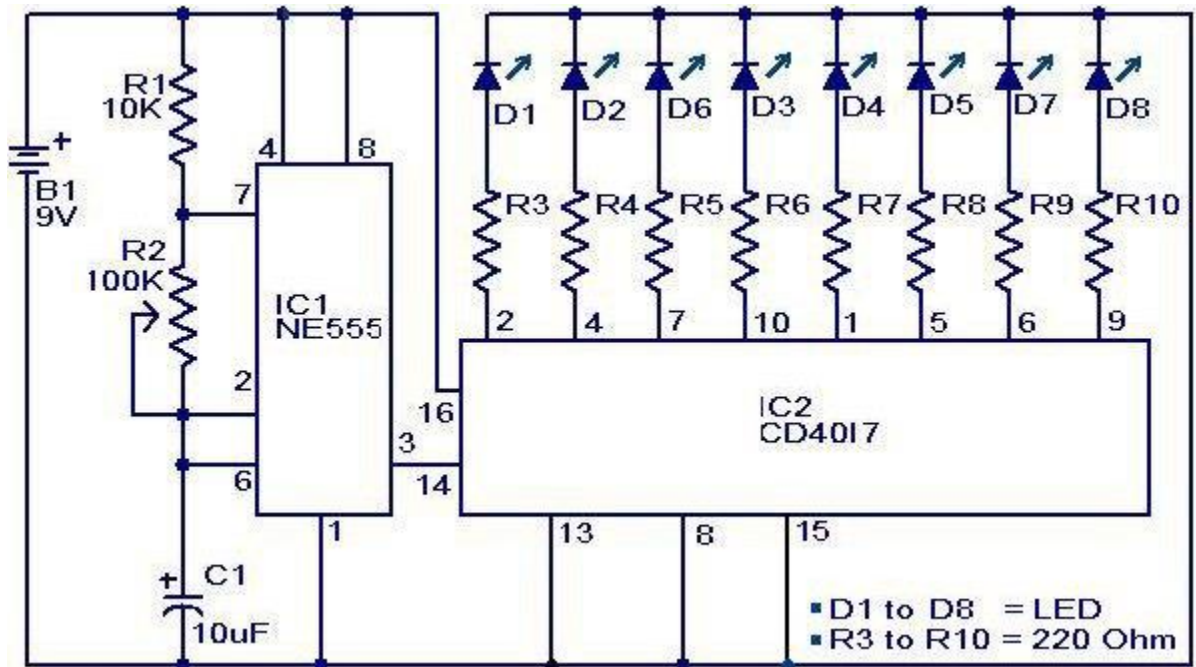 R1
10K
+
B1
9V
4
8
7
R2
100K
IC1
NE555
2
6
3
1
+
C1
10uF
D1
D2
D6
D3
D4
D5
D7
D8
R3
R4
R5
R6
R7
R8
R9
R10
2
4
7
10
1
5
6
9
16
14
IC2
CD40I7
13
8
15
▪ D1 to D8 = LED
▪ R3 to R10 = 220 Ohm